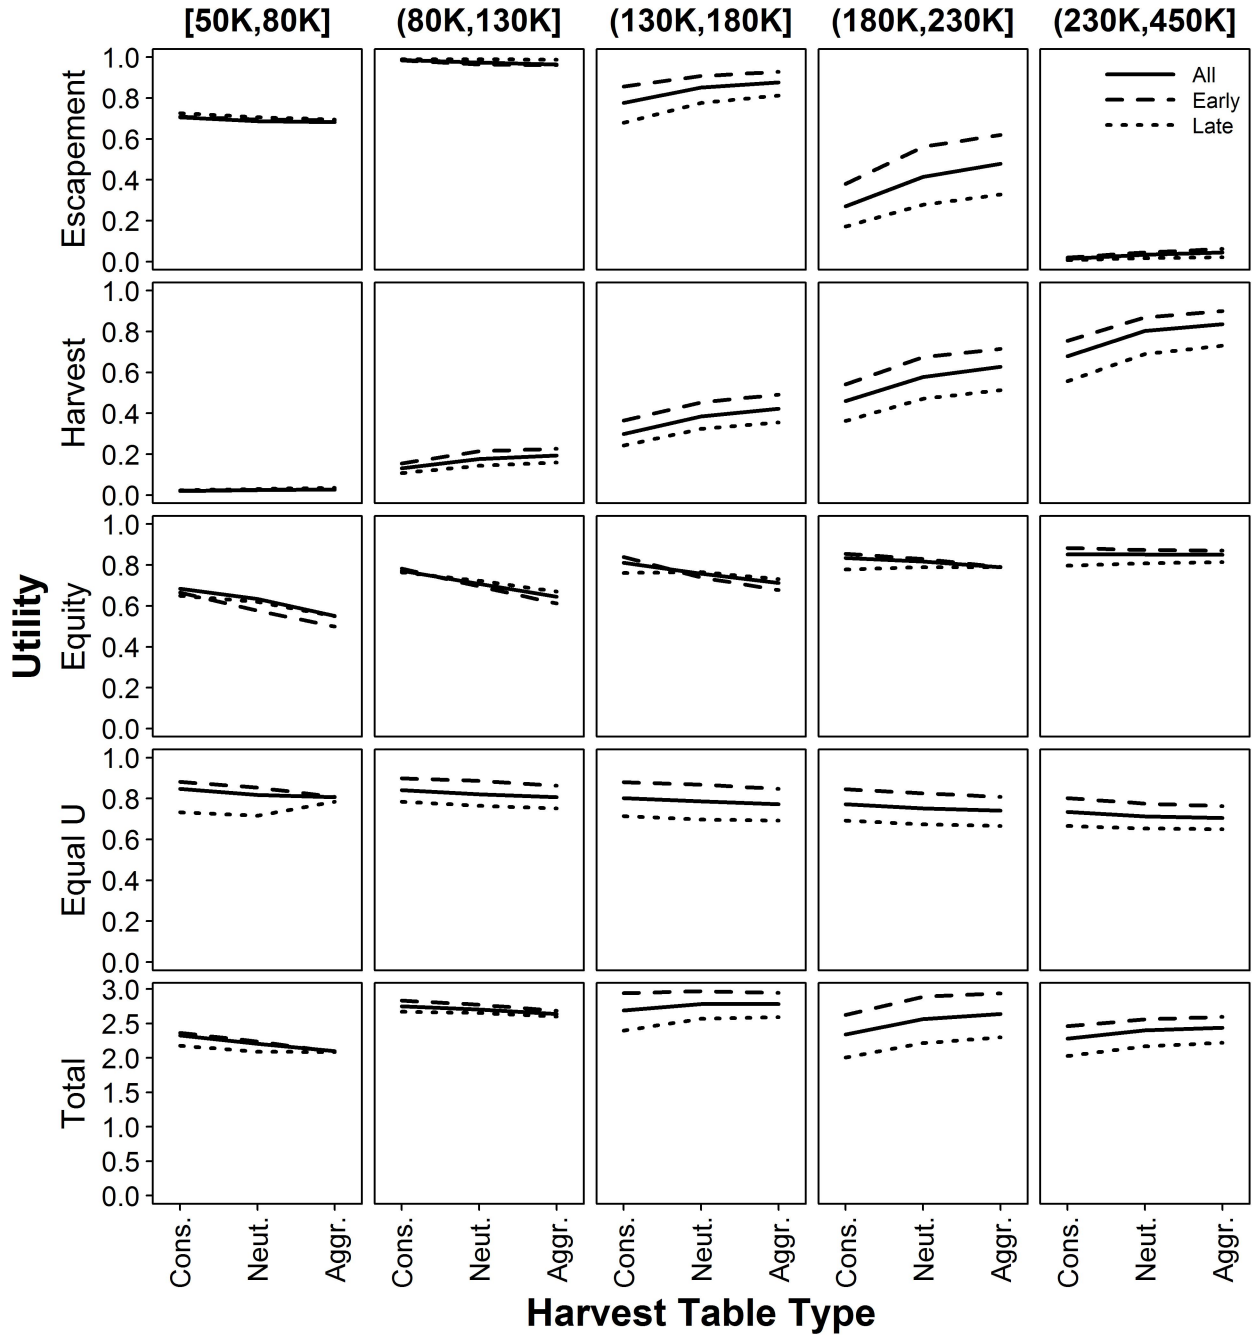 [50K,80K] (80K,130K] (130K,180K] (180K,230K] (230K,450K]
All
Early
Late
Utility
Escapement
1.0
0.8
0.6
0.4
0.2
0.0
Harvest
1.0
0.8
0.6
0.4
0.2
0.0
Equity
1.0
0.8
0.6
0.4
0.2
0.0
Equal U
1.0
0.8
0.6
0.4
0.2
0.0
Total
3.0
2.5
2.0
1.5
1.0
0.5
0.0
Cons. Neut. Aggr. Cons. Neut. Aggr. Cons. Neut. Aggr. Cons. Neut. Aggr. Cons. Neut. Aggr.
Harvest Table Type